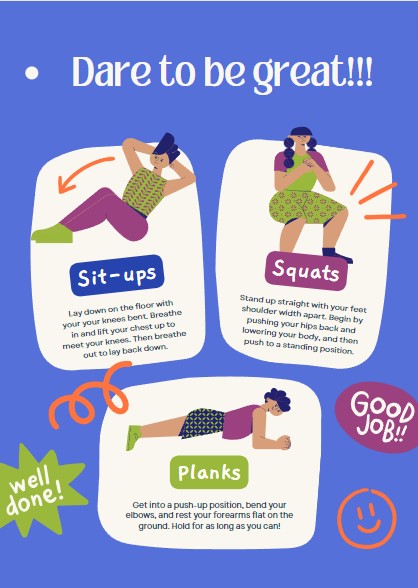 Dare to be great!!!
Sit-ups
Lay down on the floor with
your your knees bent. Breathe
in and lift your chest up to
meet your knees. Then breathe
out to lay back down.
Squats
Stand up straight with your feet
shoulder width apart. Begin by
pushing your hips back and
lowering your body, and then
push to a standing position.
GOOD
JOB!!
Planks
Get into a push-up position, bend your
elbows, and rest your forearms flat on the
ground. Hold for as long as you can!
well
done!